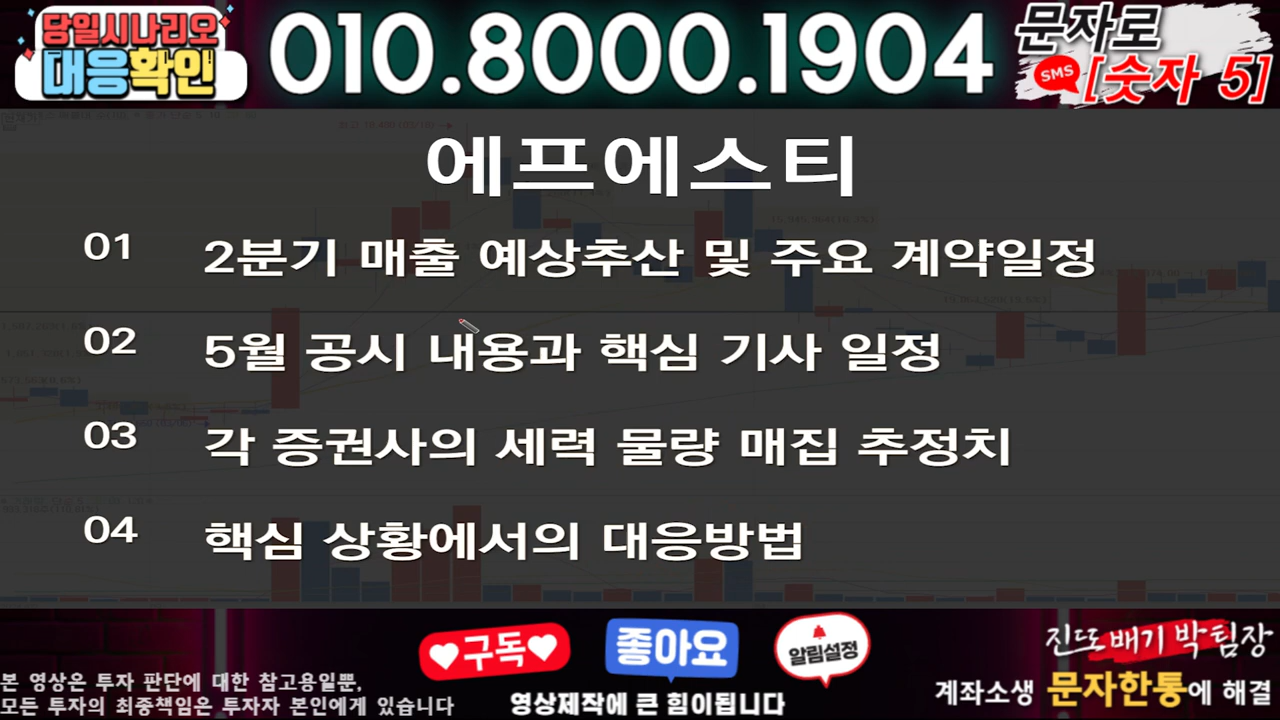 당일시나리오
대응확인
010.8000.1904
문자로
SMS
[숫자 5]
에프에스티
01 2분기 매출 예상추산 및 주요 계약일정
02 5월 공시 내용과 핵심 기사 일정
03 각 증권사의 세력 물량 매집 추정치
04 핵심 상황에서의 대응방법
구독
좋아요
알림설정
영상제작에 큰 힘이됩니다
본 영상은 투자 판단에 대한 참고용일뿐,
모든 투자의 최종책임은 투자자 본인에게 있습니다
진또배기 박팀장
계좌소생 문자한통에 해결